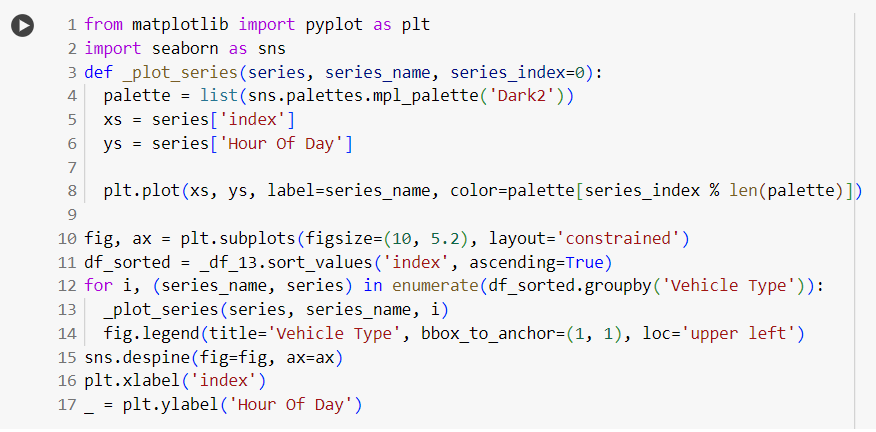 1 from matplotlib import pyplot as plt
2 import seaborn as sns
3 def _plot_series(series, series_name, series_index=0):
4   palette = list(sns.palettes.mpl_palette('Dark2'))
5   xs = series['index']
6   ys = series['Hour Of Day']
7
8   plt.plot(xs, ys, label=series_name, color=palette[series_index % len(palette)])
9
10 fig, ax = plt.subplots(figsize=(10, 5.2), layout='constrained')
11 df_sorted = _df_13.sort_values('index', ascending=True)
12 for i, (series_name, series) in enumerate(df_sorted.groupby('Vehicle Type')):
13   _plot_series(series, series_name, i)
14   fig.legend(title='Vehicle Type', bbox_to_anchor=(1, 1), loc='upper left')
15 sns.despine(fig=fig, ax=ax)
16 plt.xlabel('index')
17 _ = plt.ylabel('Hour Of Day')